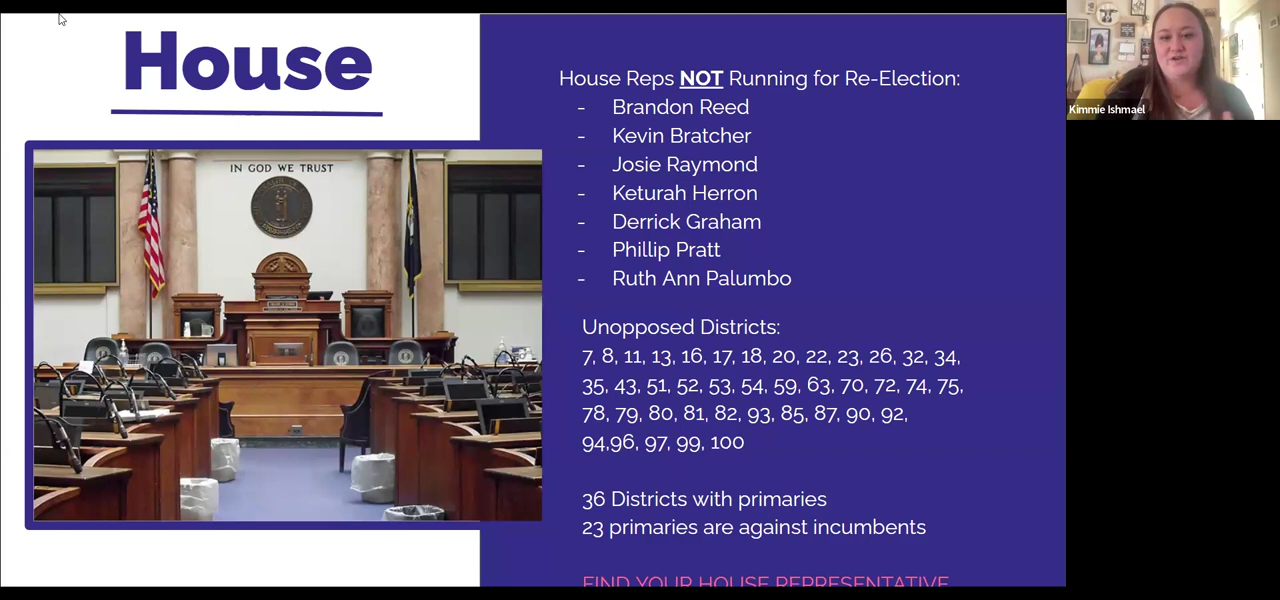 House
IN GOD WE TRUST
House Reps NOT Running for Re-Election:
- Brandon Reed
- Kevin Bratcher
- Josie Raymond
- Keturah Herron
- Derrick Graham
- Phillip Pratt
- Ruth Ann Palumbo
Unopposed Districts:
7, 8, 11, 13, 16, 17, 18, 20, 22, 23, 26, 32, 34,
35, 43, 51, 52, 53, 54, 59, 63, 70, 72, 74, 75,
78, 79, 80, 81, 82, 93, 85, 87, 90, 92,
94,96, 97, 99, 100
36 Districts with primaries
23 primaries are against incumbents
FIND YOUR HOUSE REPRESENTATIVE
Kimmie Ishmael